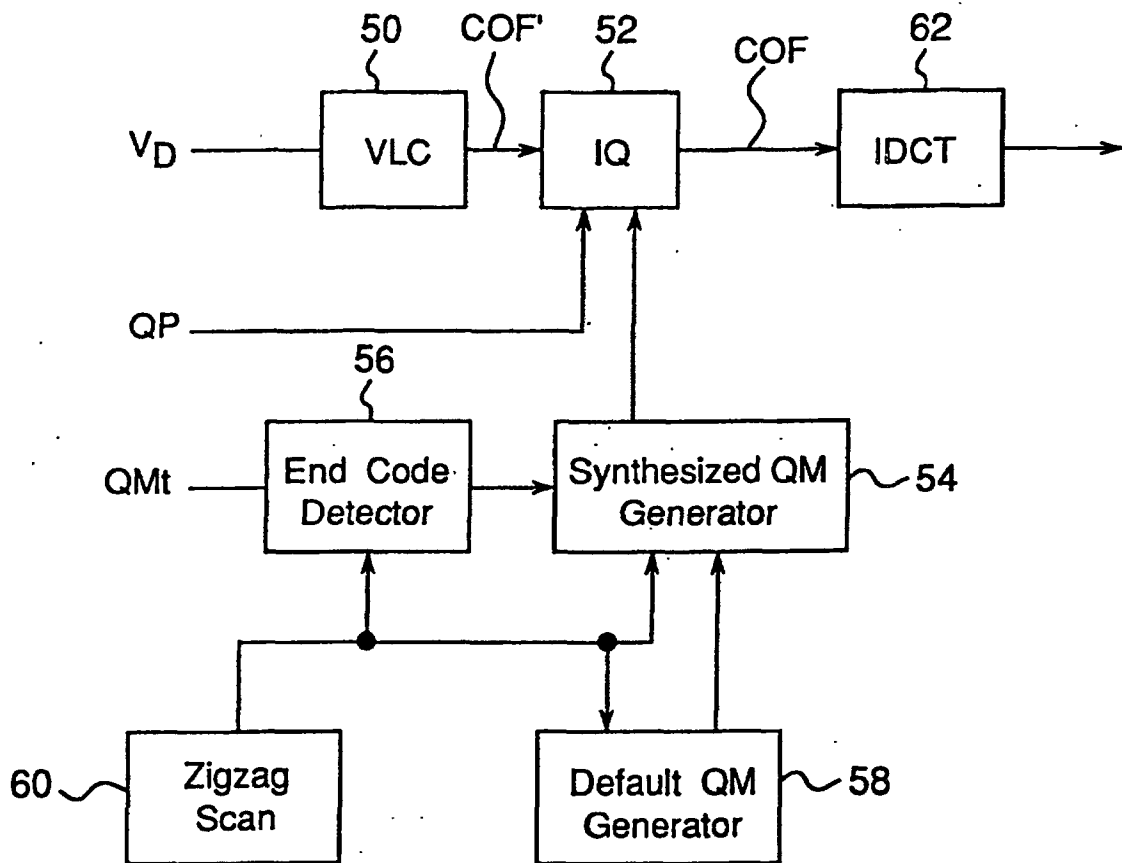 50
COF'
52
COF
62
VD
VLC
IQ
IDCT
QP
56
QMt
End Code
Detector
Synthesized QM
Generator
54
60
Zigzag
Scan
Default QM
Generator
58